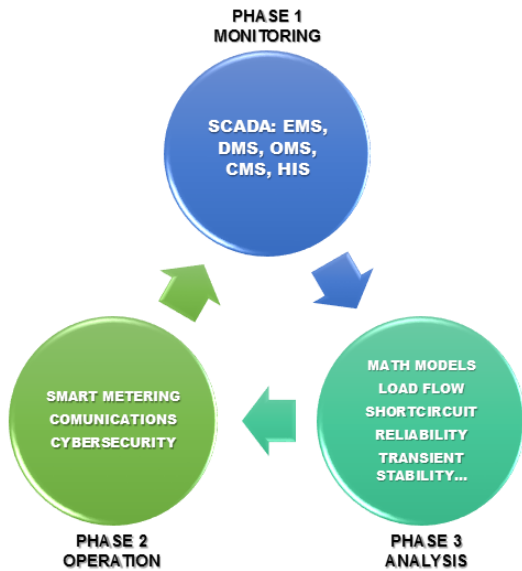 PHASE 1
MONITORING
SCADA: EMS,
DMS, OMS,
CMS, HIS
MATH MODELS
LOAD FLOW
SHORTCIRCUIT
RELIABILITY
TRANSIENT
STABILITY...
SMART METERING
COMUNICATIONS
CYBERSECURITY
PHASE 2
OPERATION
PHASE 3
ANALYSIS